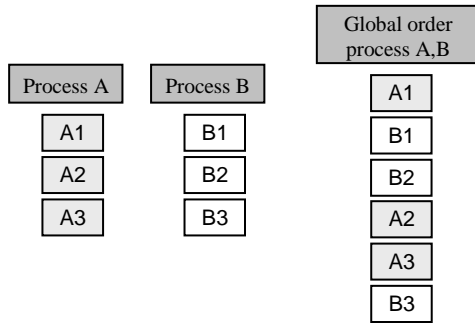 Process A
A1
A2
A3
Process B
B1
B2
B3
Global order
process A,B
A1
B1
B2
A2
A3
B3